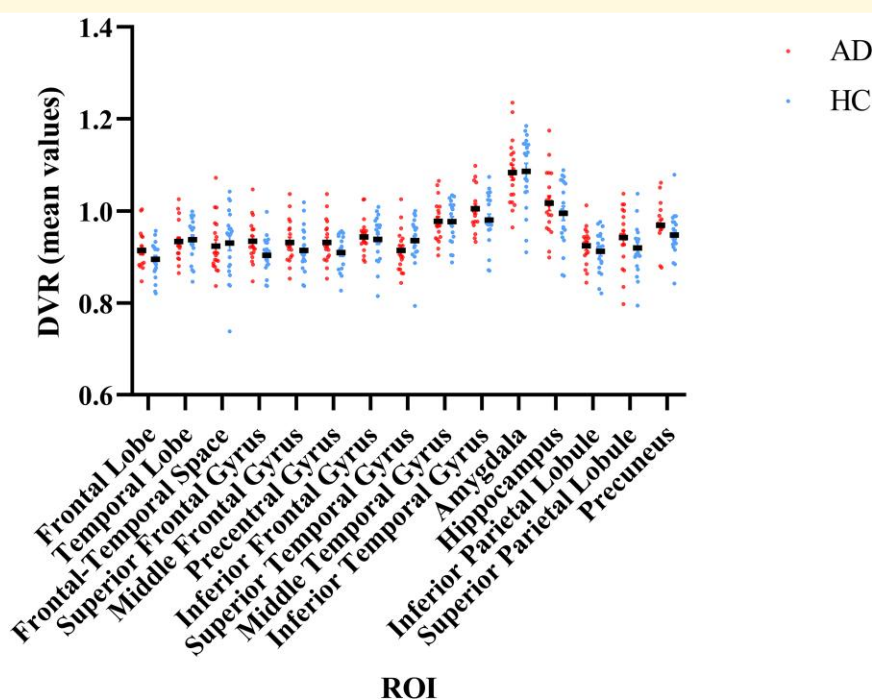 1.4
1.2
1.0
0.8
0.6
DVR (mean values)
AD
HC
Frontal Lobe
Temporal Lobe
Frontal-Temporal Space
Superior Frontal Gyrus
Middle Frontal Gyrus
Precentral Gyrus
Inferior Frontal Gyrus
Superior Temporal Gyrus
Middle Temporal Gyrus
Inferior Temporal Gyrus
Amygdala
Hippocampus
Inferior Parietal Lobule
Superior Parietal Lobule
Precuneus
ROI